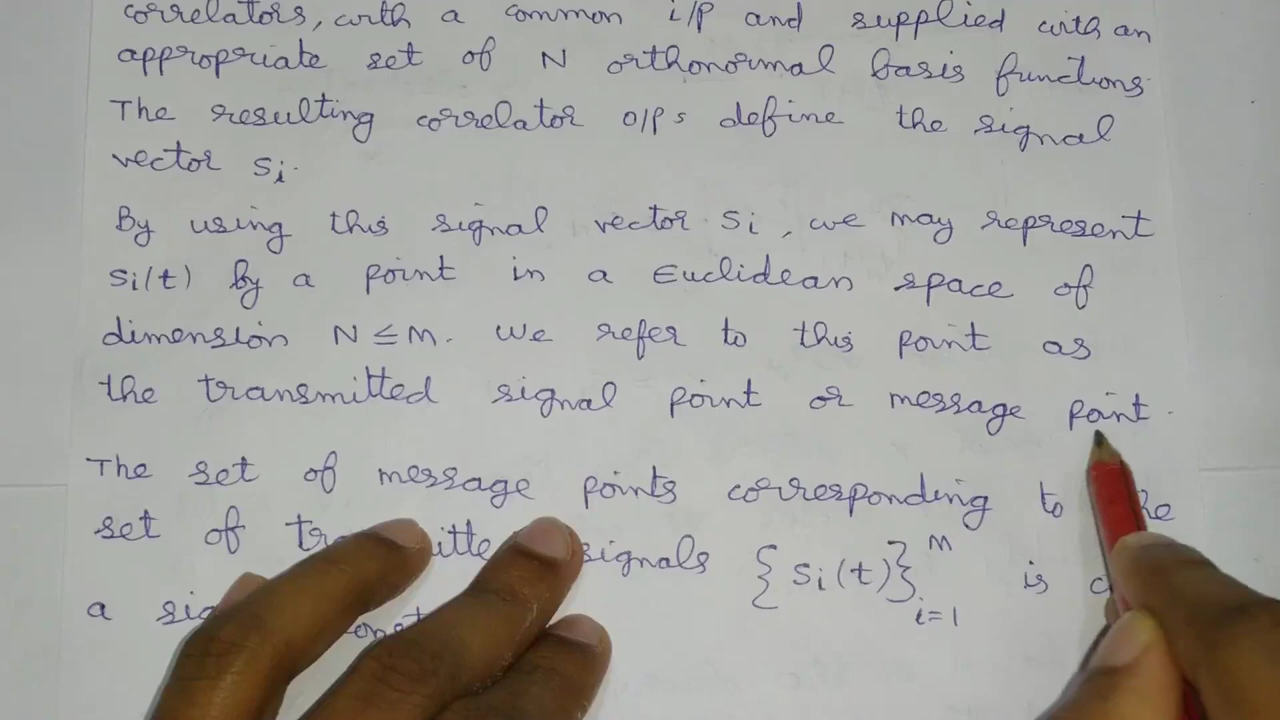 correlators, with a common i/p and supplied with an
appropriate set of N orthonormal basis functions.
The resulting correlator o/ps define the signal
vector si.
By using this signal vector si, we may represent
si(t) by a point in a Euclidean space of
dimension N ≤ M. We refer to this point as
the transmitted signal point or message point.
The set of message points corresponding to
set of signals {si(t)}ᴹi=1 is
a